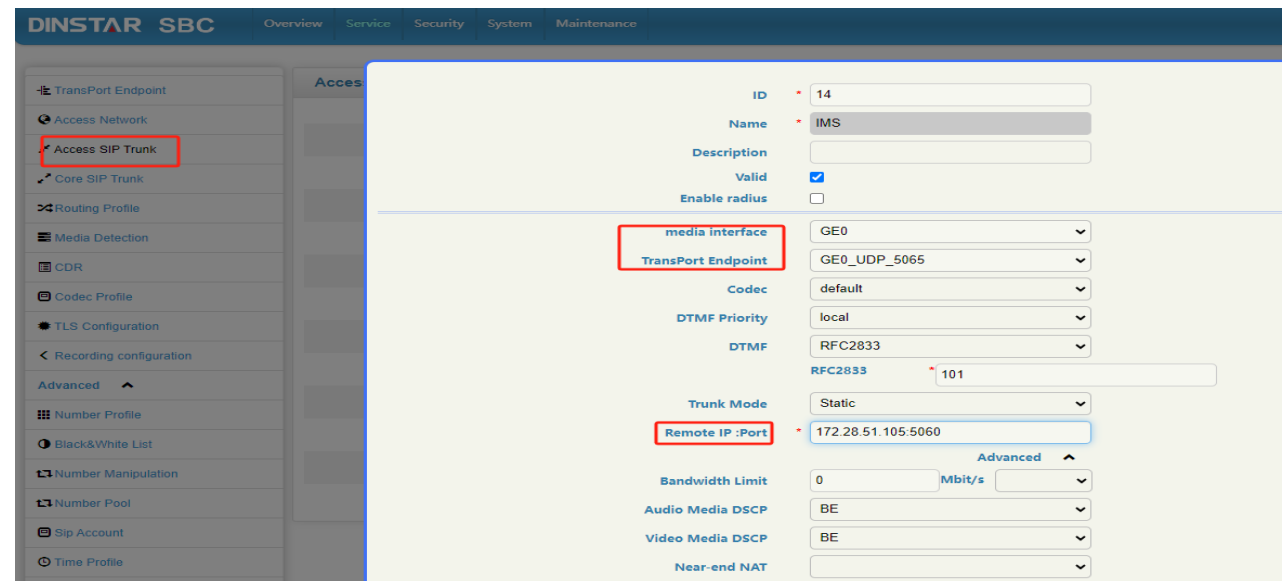 DINSTAR SBC Overview Service Security System Maintenance
TransPort Endpoint
Access Network
Access SIP Trunk
Core SIP Trunk
Routing Profile
Media Detection
CDR
Codec Profile
TLS Configuration
Recording configuration
Advanced
Number Profile
Black&White List
Number Manipulation
Number Pool
Sip Account
Time Profile
Acces
ID * 14
Name * IMS
Description
Valid
Enable radius
media interface GE0
TransPort Endpoint GE0_UDP_5065
Codec default
DTMF Priority local
DTMF RFC2833
RFC2833 * 101
Trunk Mode Static
Remote IP :Port * 172.28.51.105:5060
Advanced
Bandwidth Limit 0 Mbit/s
Audio Media DSCP BE
Video Media DSCP BE
Near-end NAT